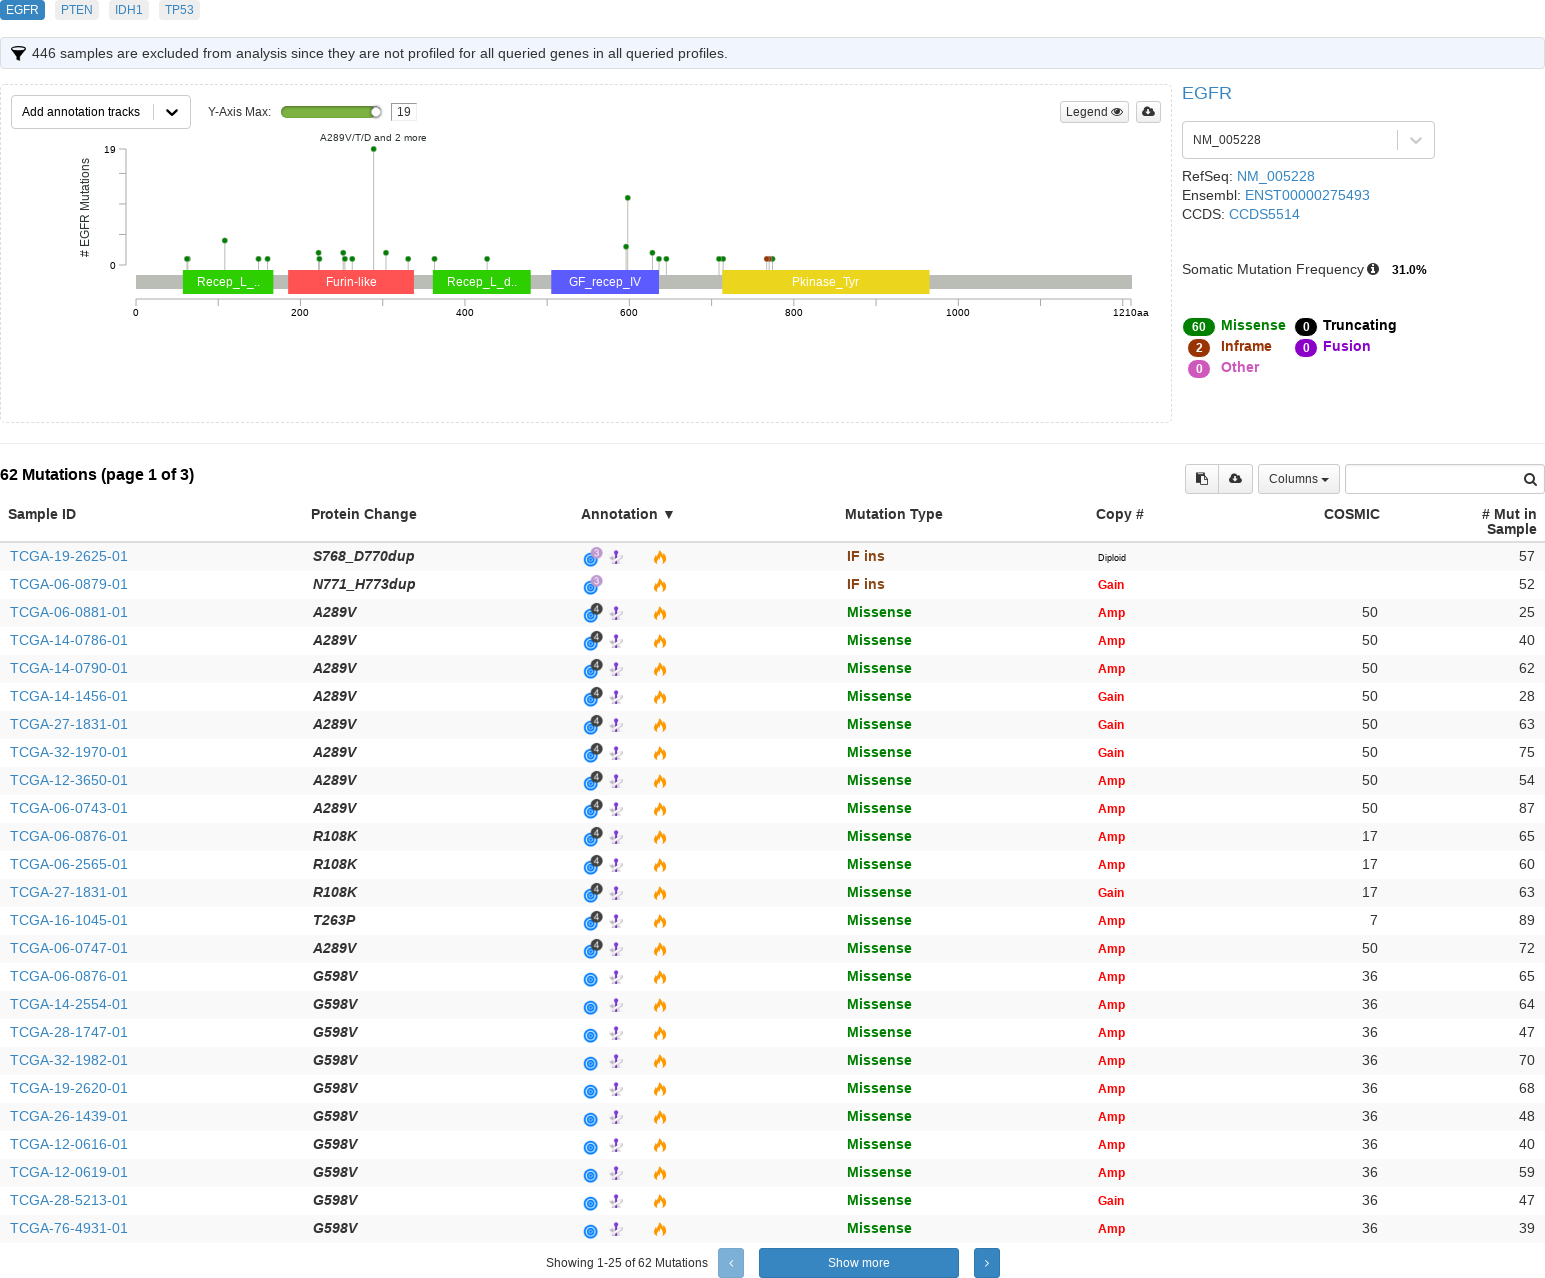 EGFR PTEN IDH1 TP53
446 samples are excluded from analysis since they are not profiled for all queried genes in all queried profiles.
Add annotation tracks Y-Axis Max: 19 Legend
A289V/T/D and 2 more
19
# EGFR Mutations
0
Recep_L_.. Furin-like Recep_L_d.. GF_recep_IV Pkinase_Tyr
0 200 400 600 800 1000 1210aa
EGFR
NM_005228
RefSeq: NM_005228
Ensembl: ENST00000275493
CCDS: CCDS5514
Somatic Mutation Frequency 31.0%
60 Missense 0 Truncating
2 Inframe 0 Fusion
0 Other
62 Mutations (page 1 of 3) Columns
Sample ID Protein Change Annotation ▼ Mutation Type Copy # COSMIC # Mut in
Sample
TCGA-19-2625-01 S768_D770dup 3 IF ins Diploid 57
TCGA-06-0879-01 N771_H773dup 3 IF ins Gain 52
TCGA-06-0881-01 A289V 4 Missense Amp 50 25
TCGA-14-0786-01 A289V 4 Missense Amp 50 40
TCGA-14-0790-01 A289V 4 Missense Amp 50 62
TCGA-14-1456-01 A289V 4 Missense Gain 50 28
TCGA-27-1831-01 A289V 4 Missense Gain 50 63
TCGA-32-1970-01 A289V 4 Missense Gain 50 75
TCGA-12-3650-01 A289V 4 Missense Amp 50 54
TCGA-06-0743-01 A289V 4 Missense Amp 50 87
TCGA-06-0876-01 R108K 4 Missense Amp 17 65
TCGA-06-2565-01 R108K 4 Missense Amp 17 60
TCGA-27-1831-01 R108K 4 Missense Gain 17 63
TCGA-16-1045-01 T263P 4 Missense Amp 7 89
TCGA-06-0747-01 A289V 4 Missense Amp 50 72
TCGA-06-0876-01 G598V Missense Amp 36 65
TCGA-14-2554-01 G598V Missense Amp 36 64
TCGA-28-1747-01 G598V Missense Amp 36 47
TCGA-32-1982-01 G598V Missense Amp 36 70
TCGA-19-2620-01 G598V Missense Amp 36 68
TCGA-26-1439-01 G598V Missense Amp 36 48
TCGA-12-0616-01 G598V Missense Amp 36 40
TCGA-12-0619-01 G598V Missense Amp 36 59
TCGA-28-5213-01 G598V Missense Gain 36 47
TCGA-76-4931-01 G598V Missense Amp 36 39
Showing 1-25 of 62 Mutations ‹ Show more ›